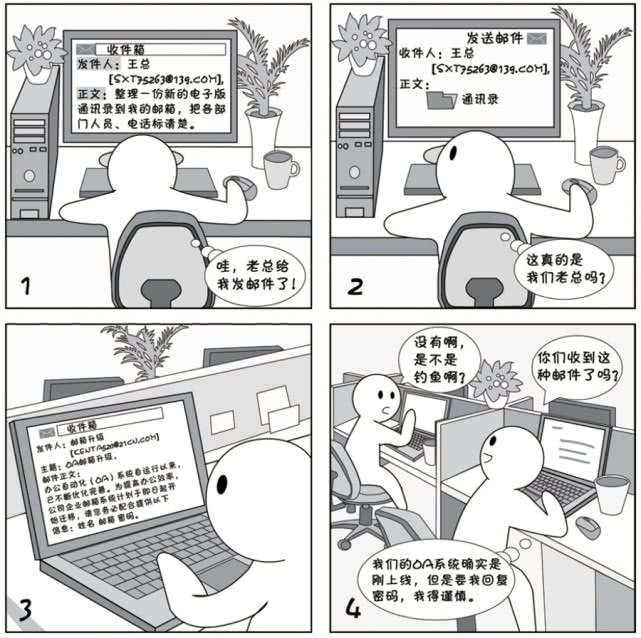 收件箱
发件人：王总
[SXT75263@139.COM],
正文：整理一份新的电子版
通讯录到我的邮箱，把各部
门人员、电话标清楚。
哇，老总给
我发邮件了！
1
发送邮件
收件人：王总
[SXT75263@139.COM],
正文：
通讯录
这真的是
我们老总吗？
2
收件箱
发件人：邮箱升级
[CENTA520@21CN.COM]
主题：OA邮箱升级，
邮件正文：
办公自动化（OA）系统自运行以来，
已不断优化完善。为提高办公效率，
公司企业邮箱系统计划于即日起开
始迁移，请您务必配合提供以下
信息：姓名 邮箱 密码。
3
没有啊，
是不是
钓鱼啊？
你们收到这
种邮件了吗？
我们的OA系统确实是
刚上线，但是要我回复
密码，我得谨慎。
4